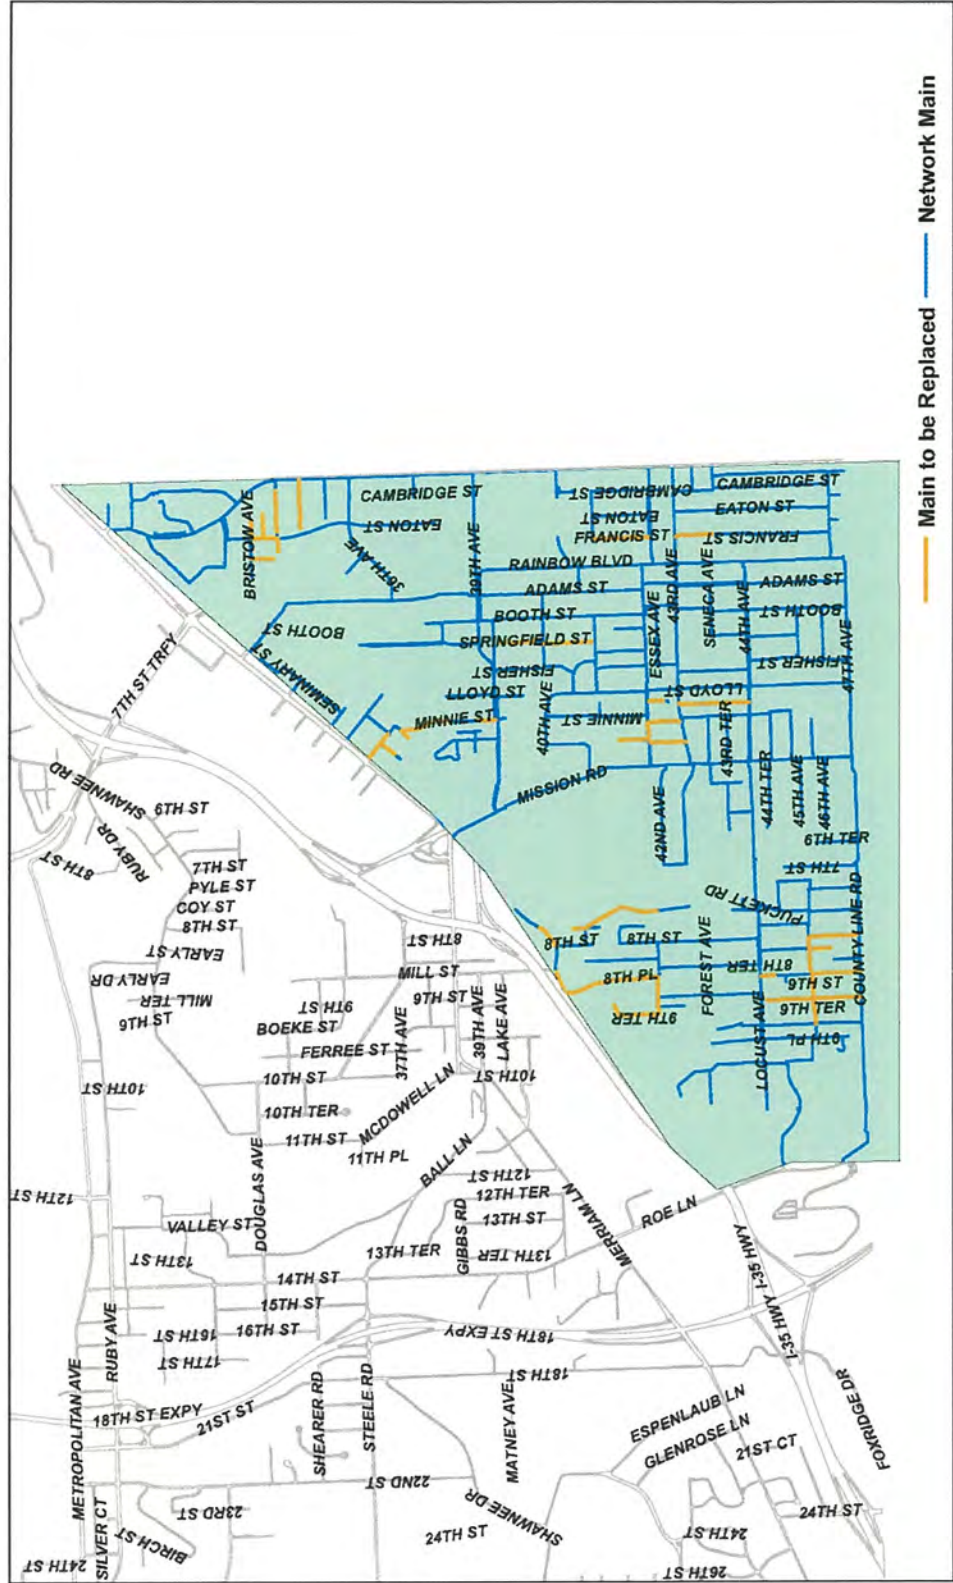 METROPOLITAN AVE
SILVER CT
24TH ST
BIRCH ST
23RD ST
22ND ST
RUBY AVE
18TH ST EXPY
21ST ST
16TH ST
17TH ST
13TH ST
VALLEY ST
12TH ST
10TH ST
DOUGLAS AVE
14TH ST
15TH ST
16TH ST
SHEARER RD
STEELE RD
18TH ST EXPY
18TH ST
MATNEY AVE
SHAWNEE DR
24TH ST
ESPENLAUB LN
GLENROSE LN
21ST CT
24TH ST
24TH ST
26TH ST
FOXRIDGE DR
I-35 HWY
I-35 HWY
ROE LN
MERRIAM LN
GIBBS RD
13TH TER
13TH TER
13TH ST
12TH TER
12TH ST
BALL LN
11TH PL
MCDOWELL LN
11TH ST
10TH TER
10TH ST
10TH ST
FERREE ST
BOEKE ST
9TH ST
9TH ST
37TH AVE
39TH AVE
LAKE AVE
9TH ST
MILL ST
8TH ST
MILL TER
EARLY DR
EARLY ST
8TH ST
COY ST
PYLE ST
7TH ST
6TH ST
RUBY DR
8TH ST
SHAWNEE RD
7TH ST TRFY
BRISTOW AVE
CAMBRIDGE ST
EATON ST
36TH AVE
39TH AVE
BOOTH ST
SEMINARY ST
CAMBRIDGE ST
EATON ST
FRANCIS ST
RAINBOW BLVD
ADAMS ST
BOOTH ST
SPRINGFIELD ST
FISHER ST
LLOYD ST
MINNIE ST
40TH AVE
MINNIE ST
MISSION RD
ESSEX AVE
43RD AVE
SENECA AVE
44TH AVE
CAMBRIDGE ST
CAMBRIDGE ST
EATON ST
FRANCIS ST
ADAMS ST
BOOTH ST
FISHER ST
LLOYD ST
47TH AVE
43RD TER
44TH TER
45TH AVE
46TH AVE
42ND AVE
6TH TER
7TH ST
PUCKETT RD
COUNTY LINE RD
8TH ST
8TH ST
8TH PL
9TH TER
FOREST AVE
8TH TER
9TH ST
9TH TER
9TH PL
LOCUST AVE
Main to be Replaced
Network Main